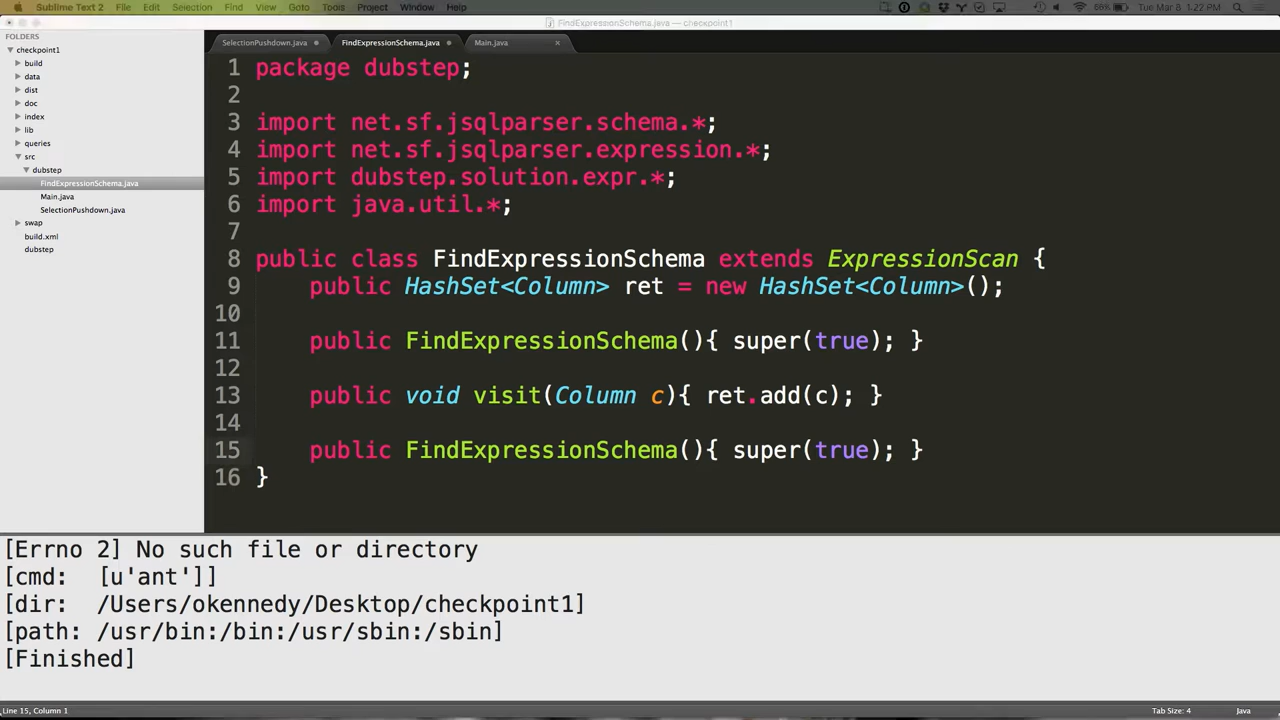 Sublime Text 2 File Edit Selection Find View Goto Tools Project Window Help 66% Tue Mar 8 1:22 PM
FindExpressionSchema.java — checkpoint1
FOLDERS
checkpoint1
build
data
dist
doc
index
lib
queries
src
dubstep
FindExpressionSchema.java
Main.java
SelectionPushdown.java
swap
build.xml
dubstep
SelectionPushdown.java FindExpressionSchema.java Main.java
1 package dubstep;
2
3 import net.sf.jsqlparser.schema.*;
4 import net.sf.jsqlparser.expression.*;
5 import dubstep.solution.expr.*;
6 import java.util.*;
7
8 public class FindExpressionSchema extends ExpressionScan {
9 public HashSet<Column> ret = new HashSet<Column>();
10
11 public FindExpressionSchema(){ super(true); }
12
13 public void visit(Column c){ ret.add(c); }
14
15 public FindExpressionSchema(){ super(true); }
16 }
[Errno 2] No such file or directory
[cmd: [u'ant']]
[dir: /Users/okennedy/Desktop/checkpoint1]
[path: /usr/bin:/bin:/usr/sbin:/sbin]
[Finished]
Line 15, Column 1 Tab Size: 4 Java